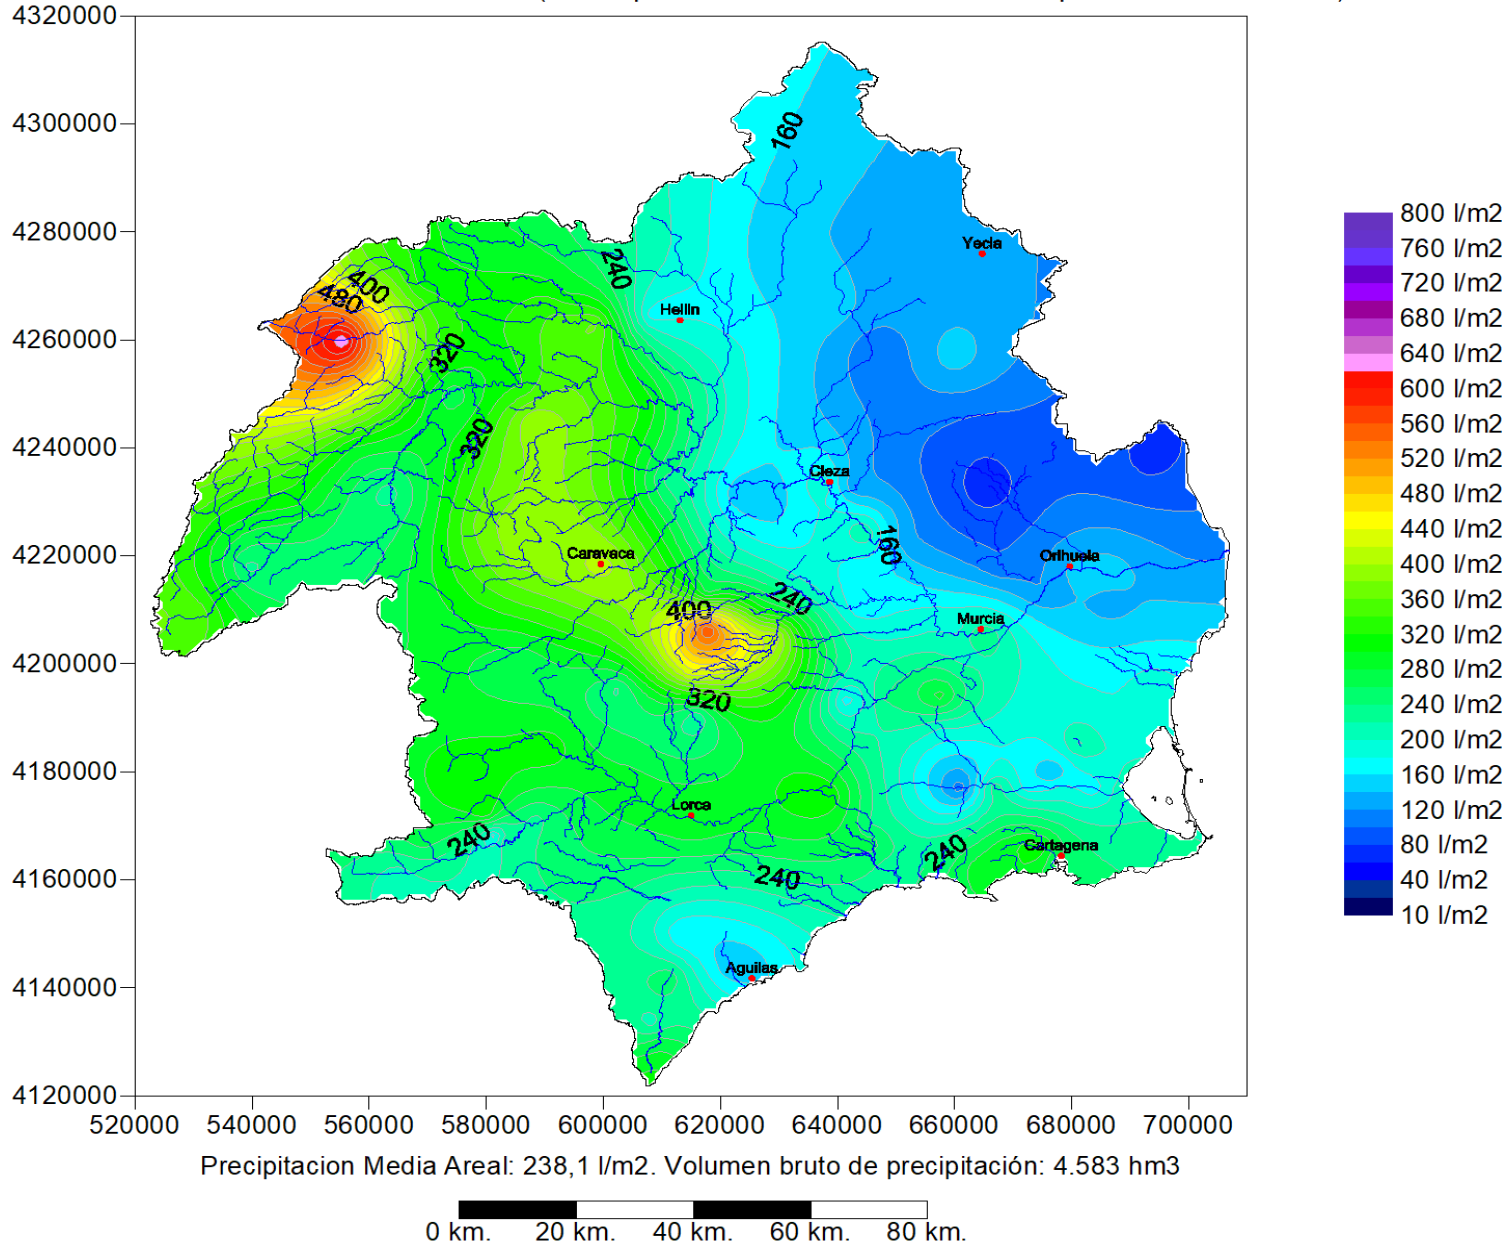 4320000
4300000
160
4280000
Yecla
240
400
480
Hellin
4260000
320
320
4240000
Cieza
160
4220000
Caravaca
Orihuela
240
400
Murcia
4200000
320
4180000
Lorca
240
240
Cartagena
4160000
240
Aguilas
4140000
4120000
520000 540000 560000 580000 600000 620000 640000 660000 680000 700000
800 l/m2
760 l/m2
720 l/m2
680 l/m2
640 l/m2
600 l/m2
560 l/m2
520 l/m2
480 l/m2
440 l/m2
400 l/m2
360 l/m2
320 l/m2
280 l/m2
240 l/m2
200 l/m2
160 l/m2
120 l/m2
80 l/m2
40 l/m2
10 l/m2
Precipitacion Media Areal: 238,1 l/m2. Volumen bruto de precipitación: 4.583 hm3
0 km. 20 km. 40 km. 60 km. 80 km.